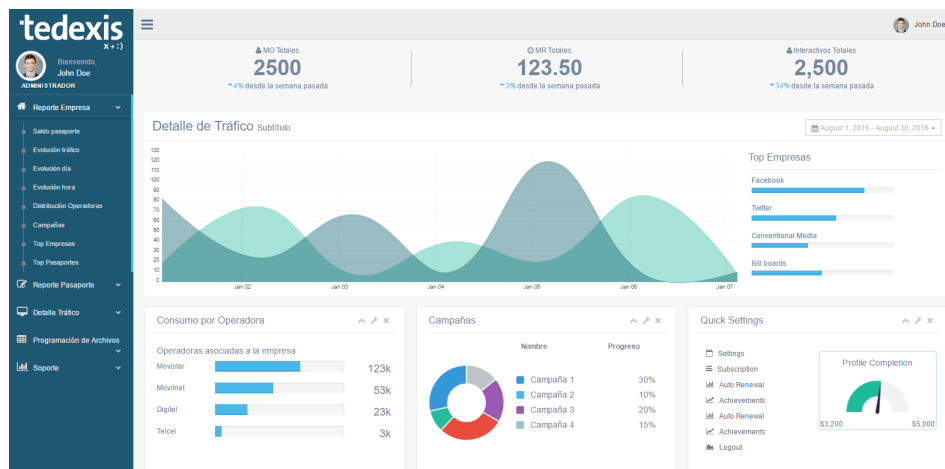 tedexis
x+:)
Bienvenido,
John Doe
ADMINISTRADOR
Reporte Empresa
Saldo pasaporte
Evolución tráfico
Evolución día
Evolución hora
Distribución Operadoras
Campañas
Top Empresas
Top Pasaportes
Reporte Pasaporte
Detalle Tráfico
Programación de Archivos
Soporte
John Doe
MO Totales
2500
4% desde la semana pasada
MR Totales
123.50
3% desde la semana pasada
Interactivos Totales
2,500
34% desde la semana pasada
Detalle de Tráfico Subtítulo
August 1, 2016 - August 30, 2016
130
120
110
100
90
80
70
60
50
40
30
20
10
0
Jan 02
Jan 03
Jan 04
Jan 05
Jan 06
Jan 07
Top Empresas
Facebook
Twitter
Conventional Media
Bill boards
Consumo por Operadora
Operadoras asociadas a la empresa
Movistar 123k
Movilnet 53k
Digitel 23k
Telcel 3k
Campañas
Nombre Progreso
Campaña 1 30%
Campaña 2 10%
Campaña 3 20%
Campaña 4 15%
Quick Settings
Settings
Subscription
Auto Renewal
Achievements
Auto Renewal
Achievements
Logout
Profile Completion
$3,200 $5,000